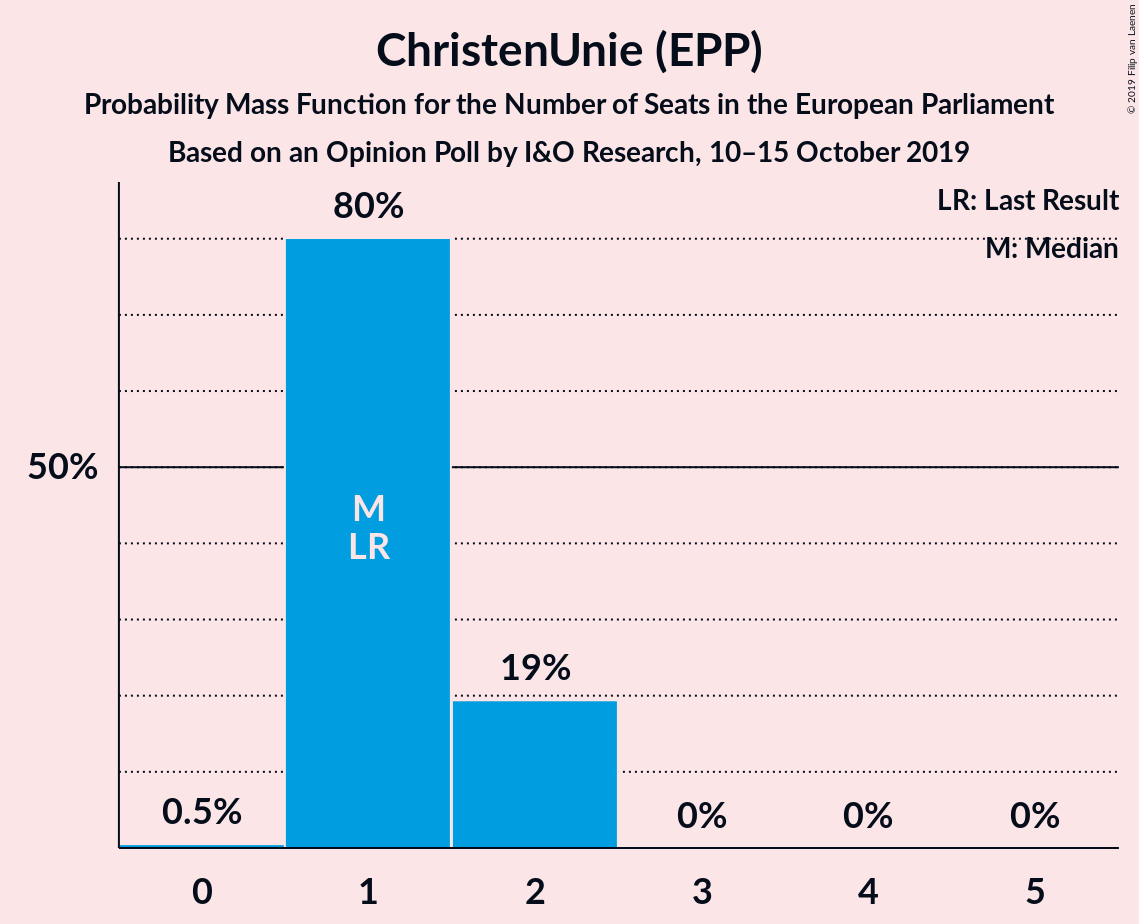 ChristenUnie (EPP)
Probability Mass Function for the Number of Seats in the European Parliament
Based on an Opinion Poll by I&O Research, 10–15 October 2019
© 2019 Filip van Laenen
LR: Last Result
M: Median
80%
50%
M
LR
19%
0.5%
0%
0%
0%
0
1
2
3
4
5